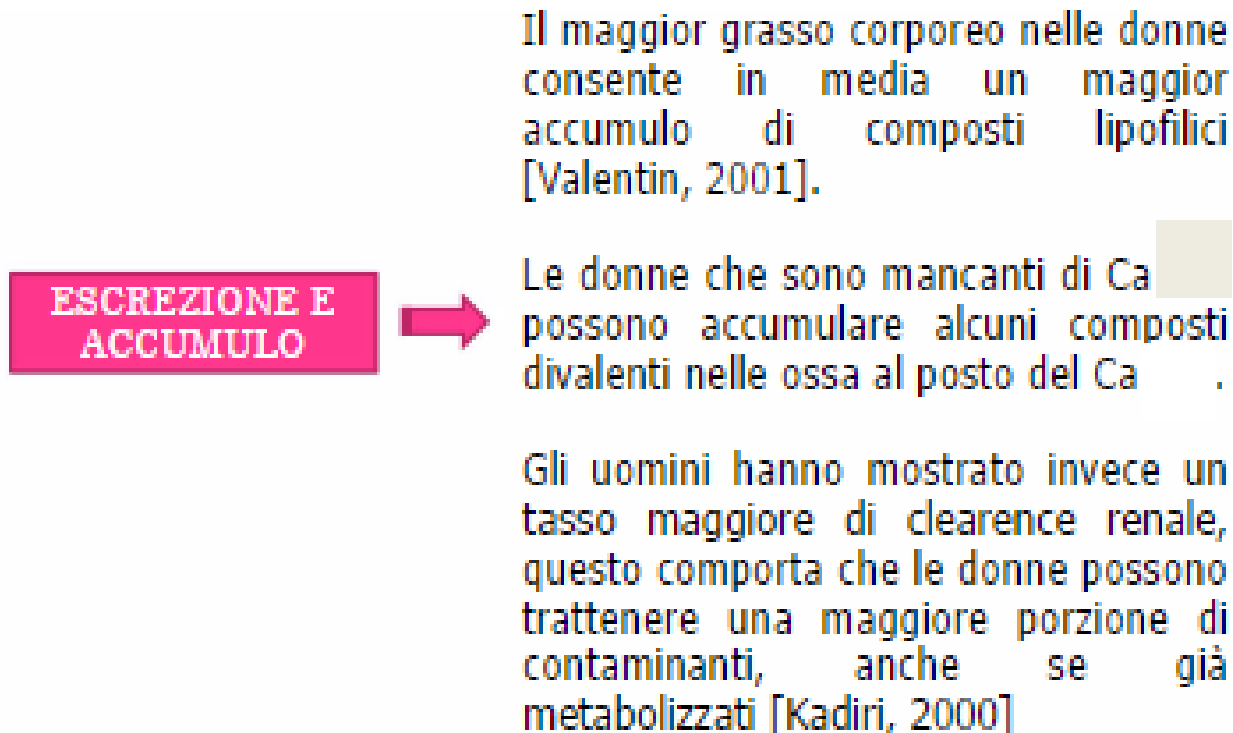 Il maggior grasso corporeo nelle donne
consente in media un maggior
accumulo di composti lipofilici
[Valentin, 2001].
ESCREZIONE E
ACCUMULO
Le donne che sono mancanti di Ca
possono accumulare alcuni composti
divalenti nelle ossa al posto del Ca .
Gli uomini hanno mostrato invece un
tasso maggiore di clearence renale,
questo comporta che le donne possono
trattenere una maggiore porzione di
contaminanti, anche se già
metabolizzati [Kadiri, 2000]